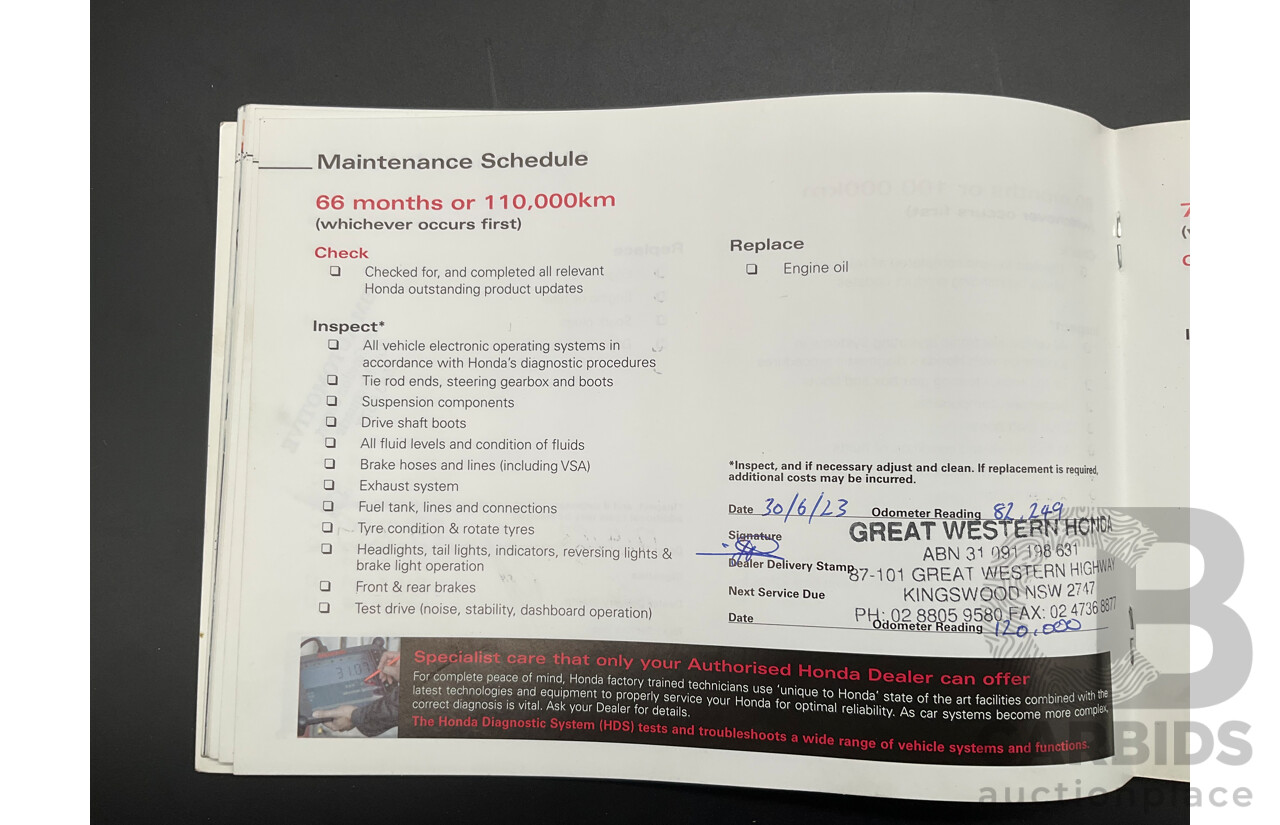 Maintenance Schedule
66 months or 110,000km
(whichever occurs first)
Check
Checked for, and completed all relevant
Honda outstanding product updates
Inspect*
All vehicle electronic operating systems in
accordance with Honda's diagnostic procedures
Tie rod ends, steering gearbox and boots
Suspension components
Drive shaft boots
All fluid levels and condition of fluids
Brake hoses and lines (including VSA)
Exhaust system
Fuel tank, lines and connections
Tyre condition & rotate tyres
Headlights, tail lights, indicators, reversing lights &
brake light operation
Front & rear brakes
Test drive (noise, stability, dashboard operation)
Replace
Engine oil
*Inspect, and if necessary adjust and clean. If replacement is required,
additional costs may be incurred.
Date 30/6/23 Odometer Reading 82,249
Signature
GREAT WESTERN HONDA
ABN 31 091 198 631
Dealer Delivery Stamp
87-101 GREAT WESTERN HIGHWAY
Next Service Due
KINGSWOOD NSW 2747
PH: 02 8805 9580 FAX: 02 4736 8877
Date Odometer Reading 120,000
Specialist care that only your Authorised Honda Dealer can offer
For complete peace of mind, Honda factory trained technicians use 'unique to Honda' state of the art facilities combined with the
latest technologies and equipment to properly service your Honda for optimal reliability. As car systems become more complex,
correct diagnosis is vital. Ask your Dealer for details.
The Honda Diagnostic System (HDS) tests and troubleshoots a wide range of vehicle systems and functions.
B
CARBIDS
auctionplace